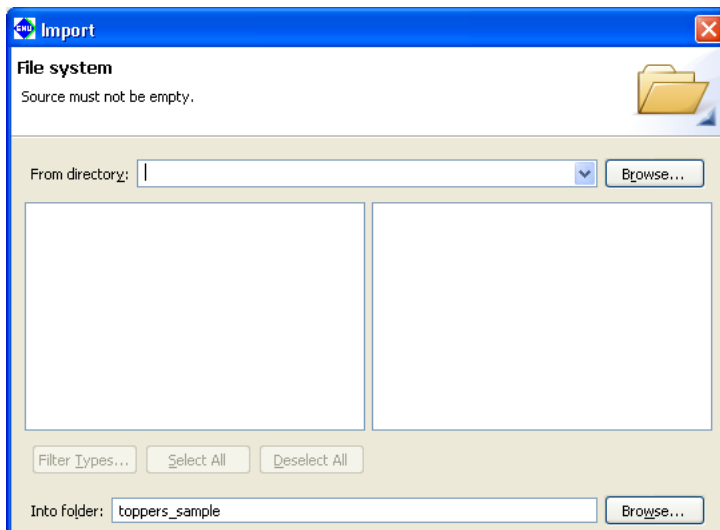 GNU Import
File system
Source must not be empty.
From directory:
Browse...
Filter Types...
Select All
Deselect All
Into folder: toppers_sample
Browse...